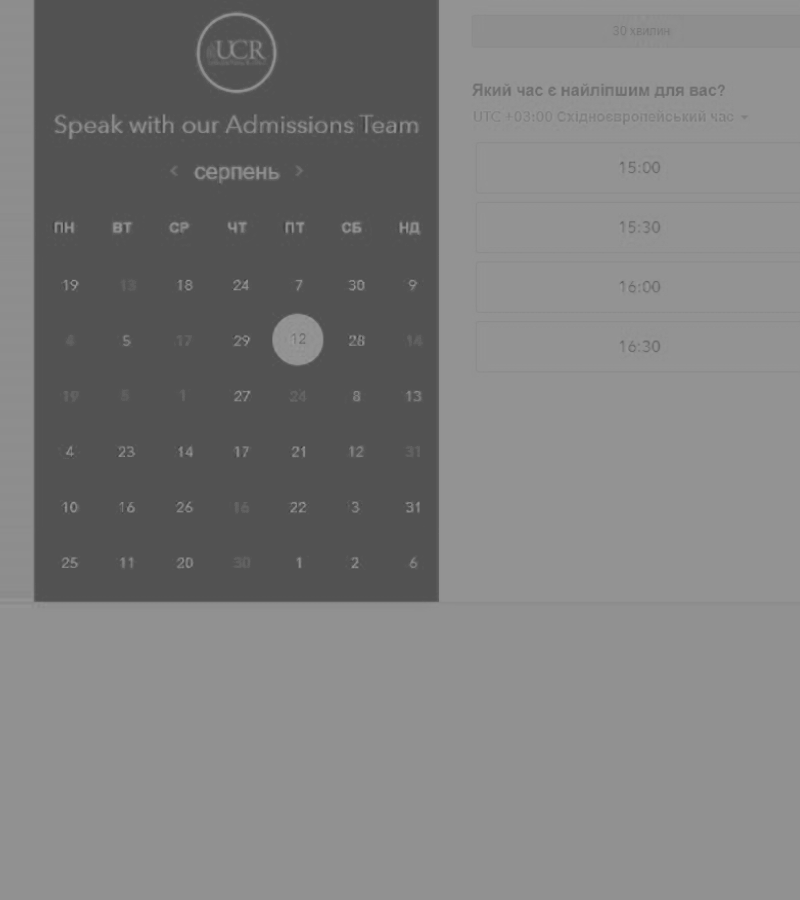 UCR
30 хвилин
Speak with our Admissions Team
Який час є найліпшим для вас?
UTC +03:00 Східноєвропейський час
серпень
ПН ВТ СР ЧТ ПТ СБ НД
19 13 18 24 7 30 9
4 5 17 29 12 28 14
19 5 1 27 24 8 13
4 23 14 17 21 12 31
10 16 26 16 22 3 31
25 11 20 30 1 2 6
15:00
15:30
16:00
16:30